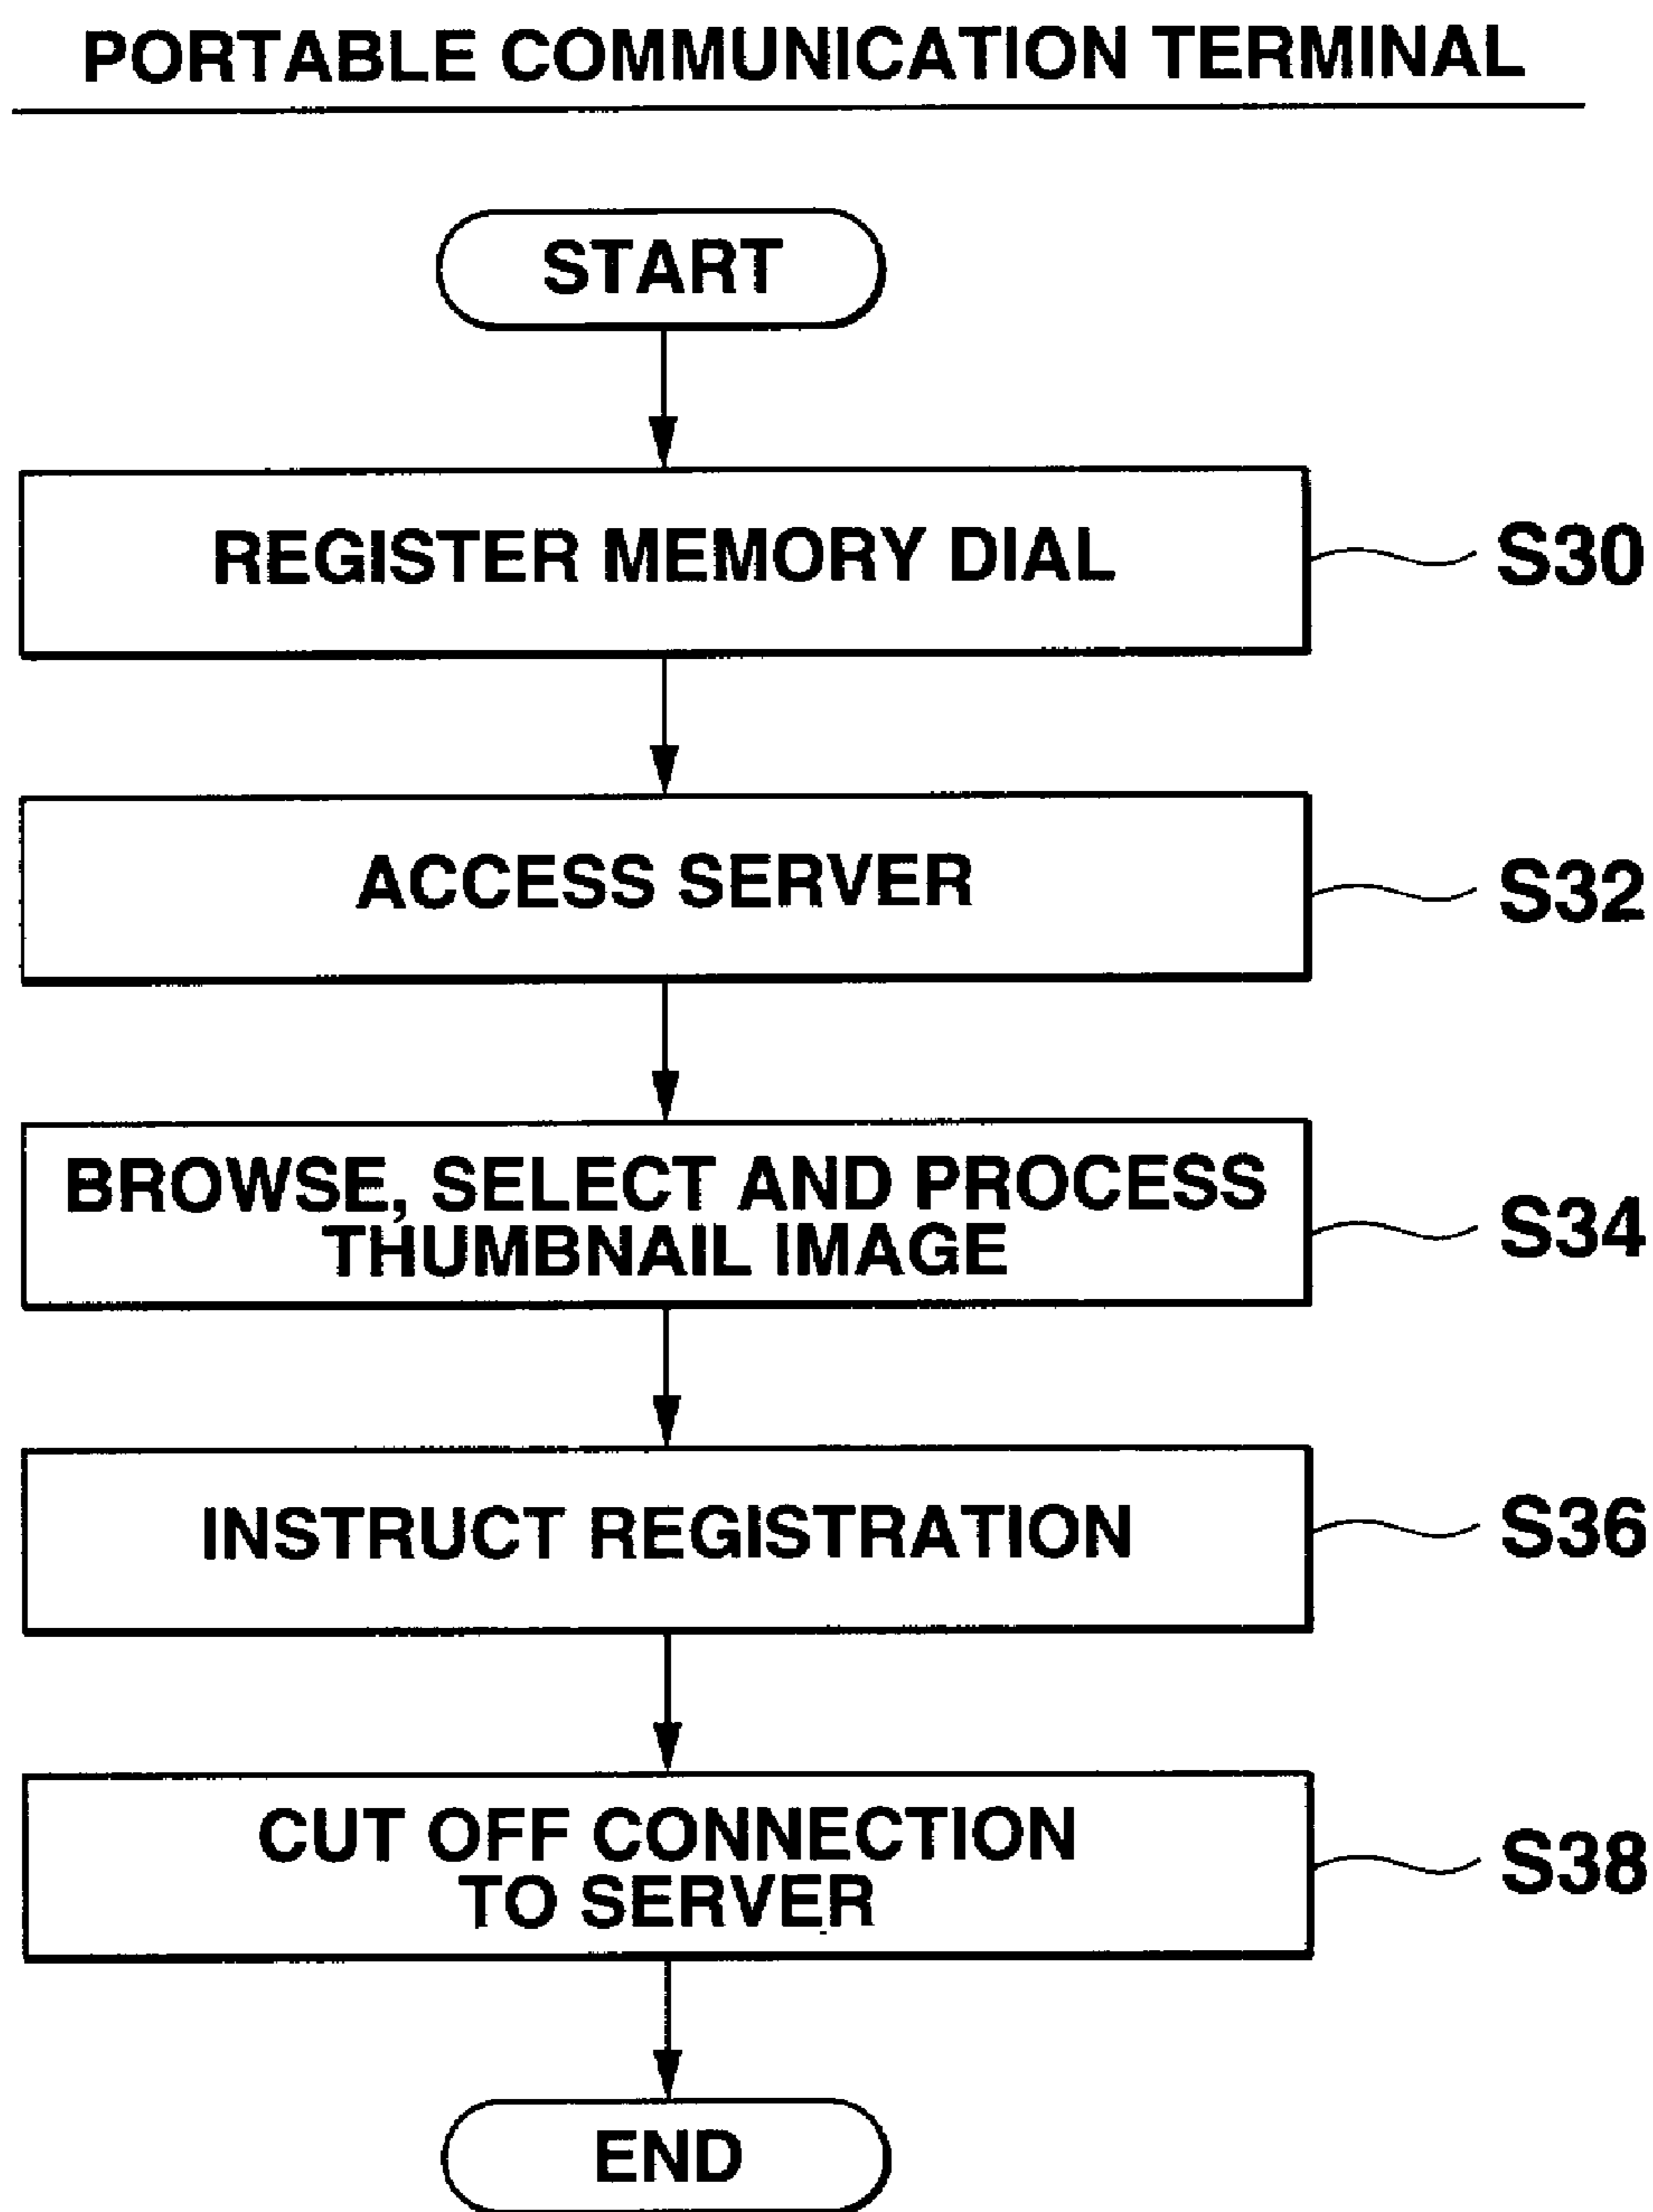 PORTABLE COMMUNICATION TERMINAL
START
REGISTER MEMORY DIAL
S30
ACCESS SERVER
S32
BROWSE, SELECT AND PROCESS
THUMBNAIL IMAGE
S34
INSTRUCT REGISTRATION
S36
CUT OFF CONNECTION
TO SERVER
S38
END